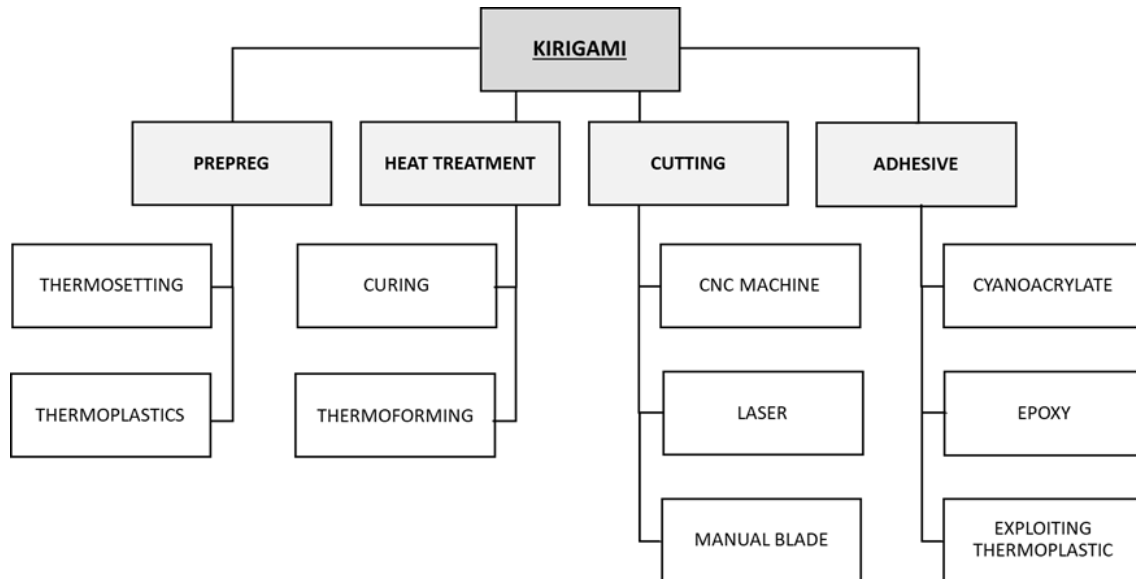 KIRIGAMI
PREPREG
HEAT TREATMENT
CUTTING
ADHESIVE
THERMOSETTING
CURING
CNC MACHINE
CYANOACRYLATE
THERMOPLASTICS
THERMOFORMING
LASER
EPOXY
MANUAL BLADE
EXPLOITING
THERMOPLASTIC